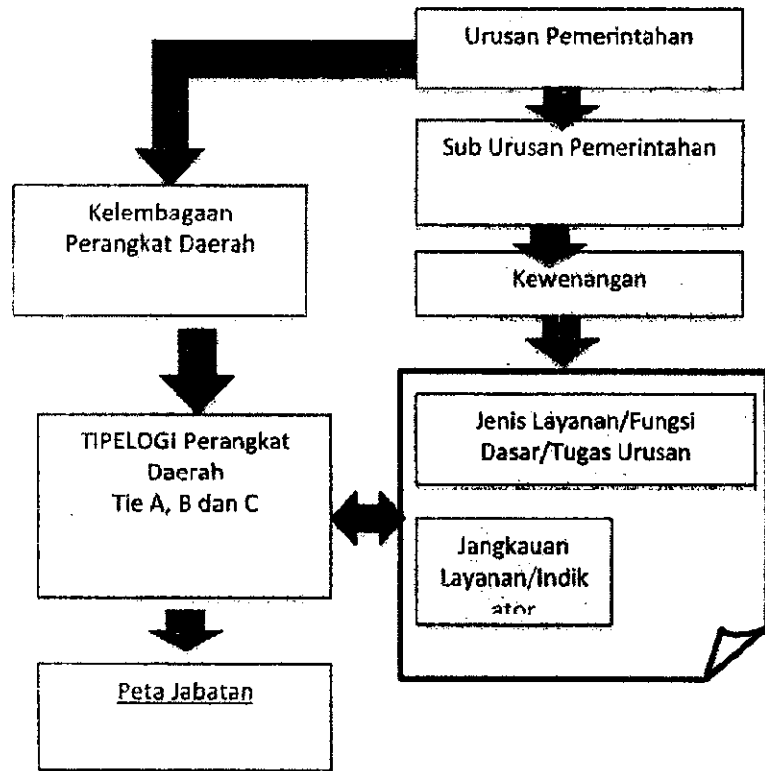 Urusan Pemerintahan
Sub Urusan Pemerintahan
Kelembagaan
Perangkat Daerah
Kewenangan
TIPELOGI Perangkat
Daerah
Tie A, B dan C
Jenis Layanan/Fungsi
Dasar/Tugas Urusan
Jangkauan
Layanan/Indik
ator
Peta Jabatan